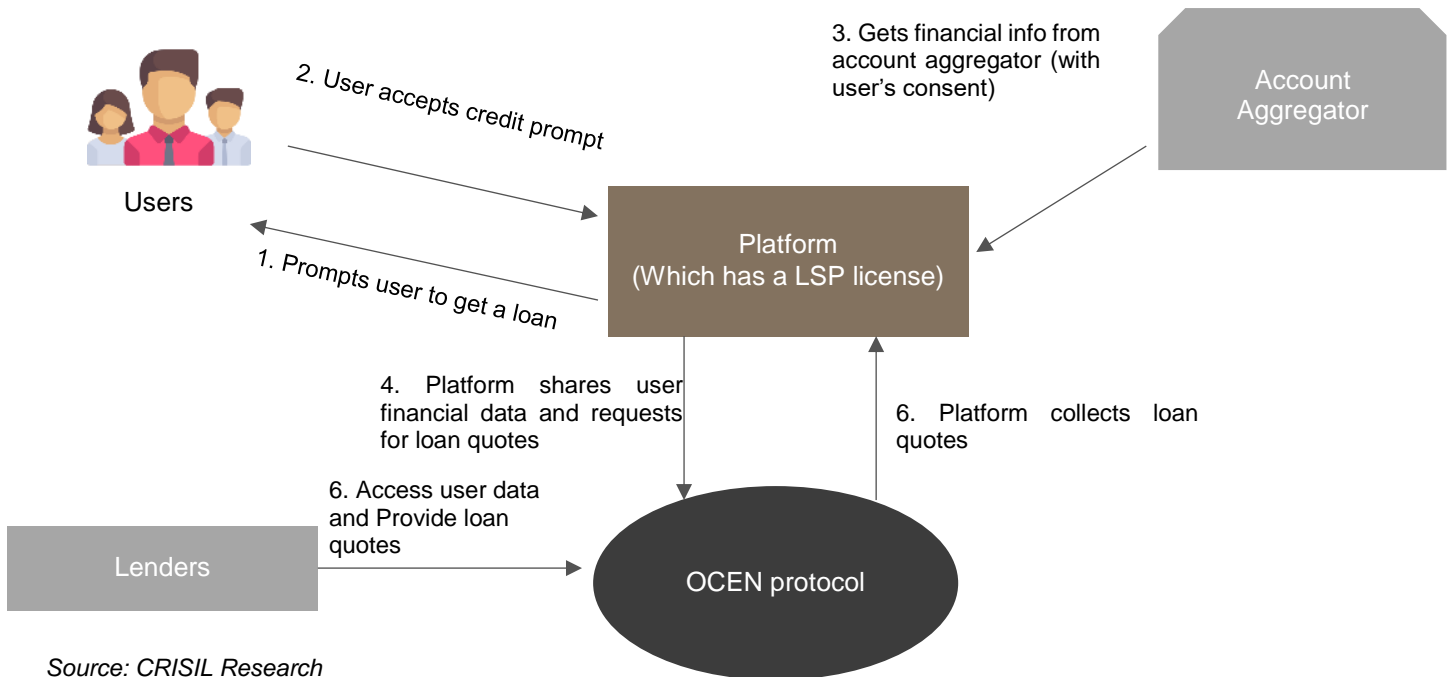 3. Gets financial info from
account aggregator (with
user's consent)
Account
Aggregator
2. User accepts credit prompt
Users
Platform
(Which has a LSP license)
1. Prompts user to get a loan
4. Platform shares user
financial data and requests
for loan quotes
6. Platform collects loan
quotes
6. Access user data
and Provide loan
quotes
Lenders
OCEN protocol
Source: CRISIL Research